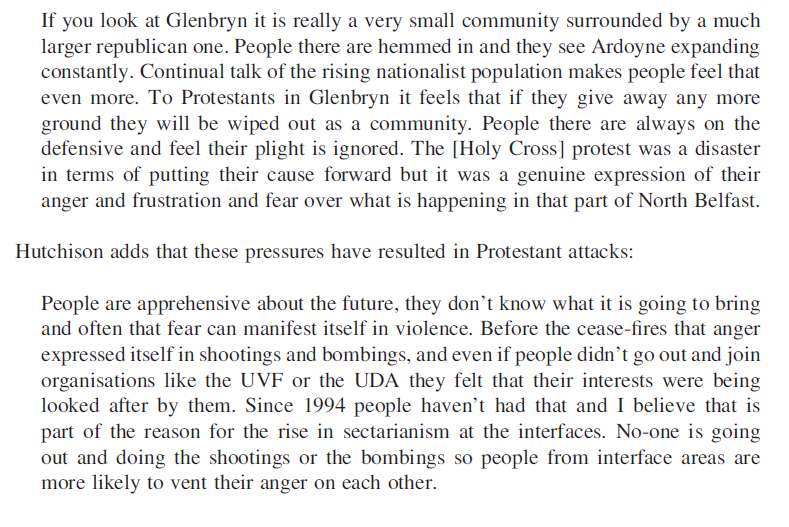 If you look at Glenbryn it is really a very small community surrounded by a much
larger republican one. People there are hemmed in and they see Ardoyne expanding
constantly. Continual talk of the rising nationalist population makes people feel that
even more. To Protestants in Glenbryn it feels that if they give away any more
ground they will be wiped out as a community. People there are always on the
defensive and feel their plight is ignored. The [Holy Cross] protest was a disaster
in terms of putting their cause forward but it was a genuine expression of their
anger and frustration and fear over what is happening in that part of North Belfast.
Hutchison adds that these pressures have resulted in Protestant attacks:
People are apprehensive about the future, they don’t know what it is going to bring
and often that fear can manifest itself in violence. Before the cease-fires that anger
expressed itself in shootings and bombings, and even if people didn’t go out and join
organisations like the UVF or the UDA they felt that their interests were being
looked after by them. Since 1994 people haven’t had that and I believe that is
part of the reason for the rise in sectarianism at the interfaces. No-one is going
out and doing the shootings or the bombings so people from interface areas are
more likely to vent their anger on each other.